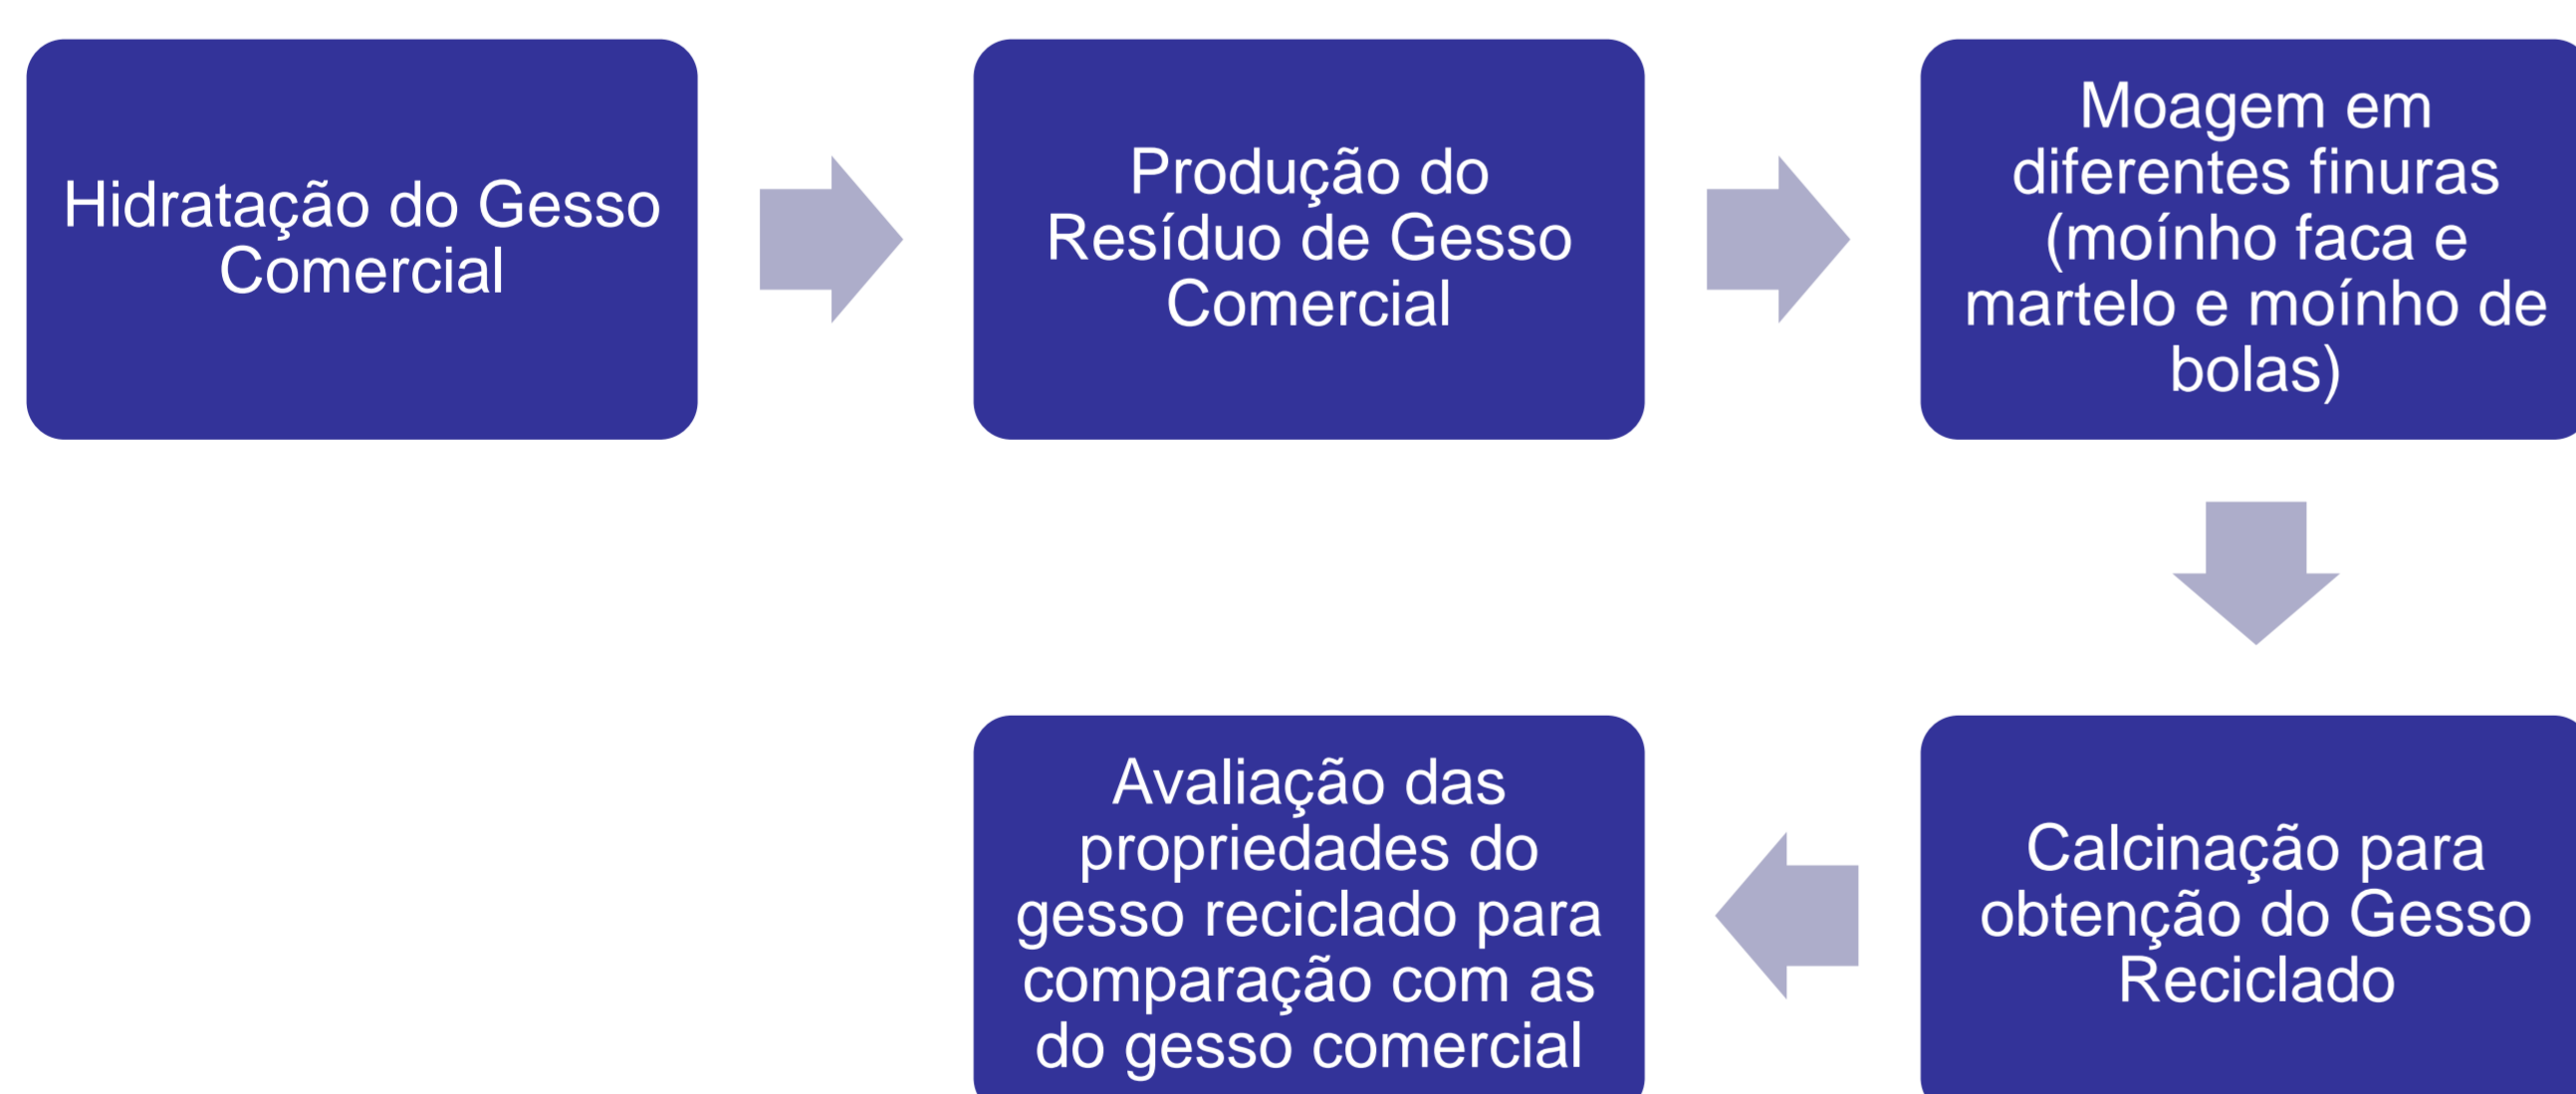 Hidratação do Gesso
Comercial
Produção do
Resíduo de Gesso
Comercial
Moagem em
diferentes finuras
(moínho faca e
martelo e moínho de
bolas)
Calcinação para
obtenção do Gesso
Reciclado
Avaliação das
propriedades do
gesso reciclado para
comparação com as
do gesso comercial